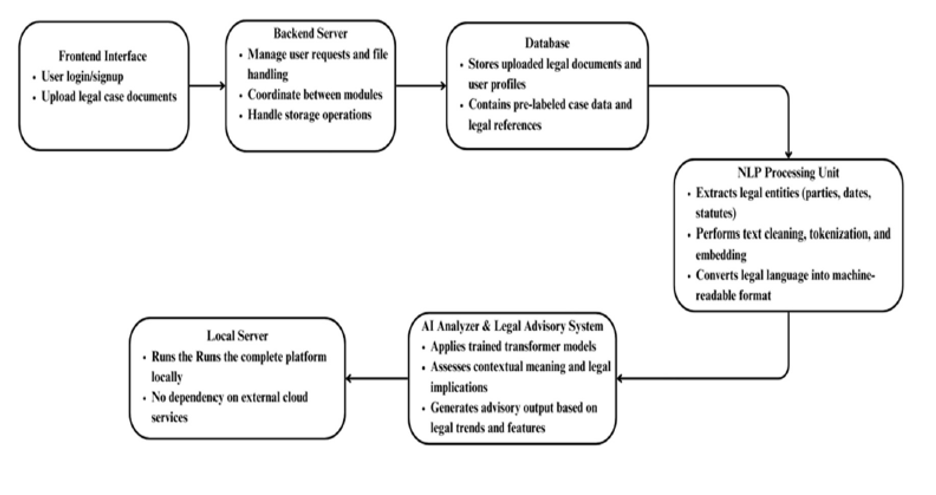 Frontend Interface
• User login/signup
• Upload legal case documents
Backend Server
• Manage user requests and file
handling
• Coordinate between modules
• Handle storage operations
Database
• Stores uploaded legal documents and
user profiles
• Contains pre-labeled case data and
legal references
NLP Processing Unit
• Extracts legal entities (parties, dates,
statutes)
• Performs text cleaning, tokenization, and
embedding
• Converts legal language into machine-
readable format
AI Analyzer & Legal Advisory System
• Applies trained transformer models
• Assesses contextual meaning and legal
implications
• Generates advisory output based on
legal trends and features
Local Server
• Runs the Runs the complete platform
locally
• No dependency on external cloud
services